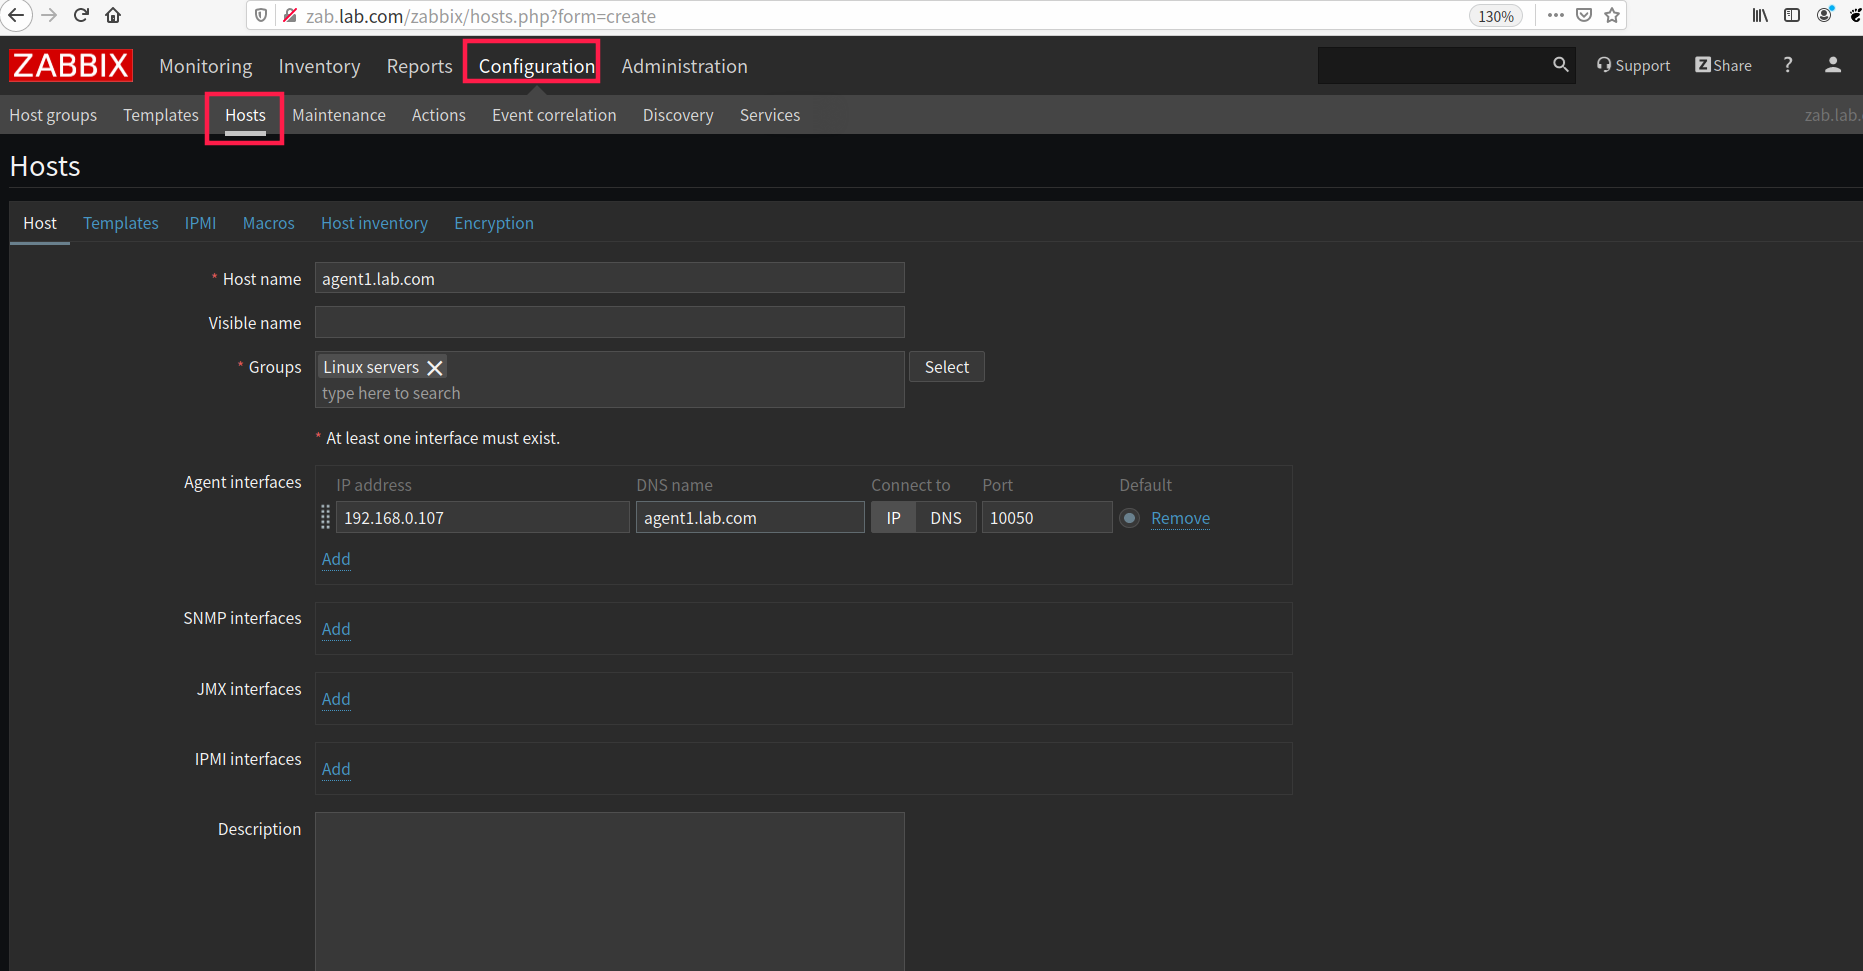 zab.lab.com/zabbix/hosts.php?form=create 130%
ZABBIX Monitoring Inventory Reports Configuration Administration Support Z Share ?
Host groups Templates Hosts Maintenance Actions Event correlation Discovery Services zab.lab.
Hosts
Host Templates IPMI Macros Host inventory Encryption
* Host name agent1.lab.com
Visible name
* Groups Linux servers Select
type here to search
* At least one interface must exist.
Agent interfaces IP address DNS name Connect to Port Default
192.168.0.107 agent1.lab.com IP DNS 10050 Remove
Add
SNMP interfaces
Add
JMX interfaces
Add
IPMI interfaces
Add
Description